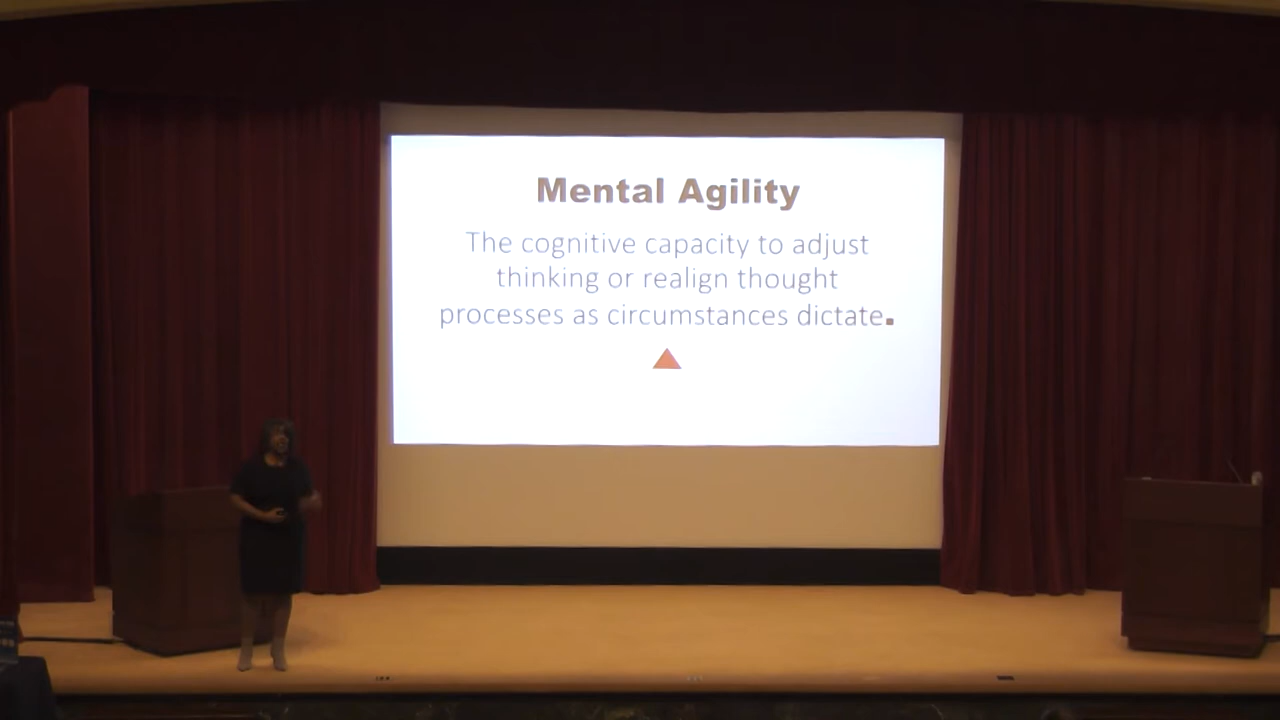 Mental Agility
The cognitive capacity to adjust
thinking or realign thought
processes as circumstances dictate.